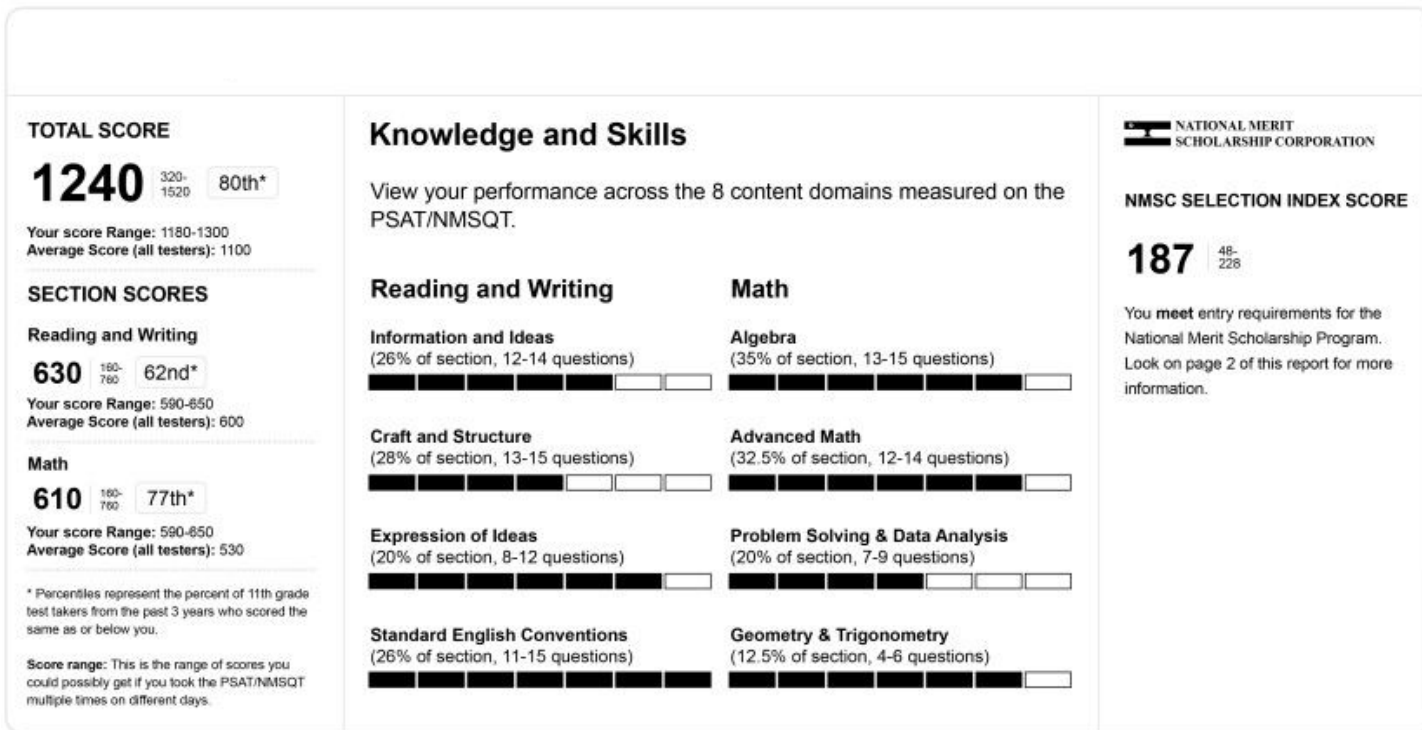 TOTAL SCORE
1240 320-
1520 80th*
Your score Range: 1180-1300
Average Score (all testers): 1100
SECTION SCORES
Reading and Writing
630 160-
760 62nd*
Your score Range: 590-650
Average Score (all testers): 600
Math
610 160-
760 77th*
Your score Range: 590-650
Average Score (all testers): 530
* Percentiles represent the percent of 11th grade
test takers from the past 3 years who scored the
same as or below you.
Score range: This is the range of scores you
could possibly get if you took the PSAT/NMSQT
multiple times on different days.
Knowledge and Skills
View your performance across the 8 content domains measured on the
PSAT/NMSQT.
Reading and Writing
Information and Ideas
(26% of section, 12-14 questions)
Craft and Structure
(28% of section, 13-15 questions)
Expression of Ideas
(20% of section, 8-12 questions)
Standard English Conventions
(26% of section, 11-15 questions)
Math
Algebra
(35% of section, 13-15 questions)
Advanced Math
(32.5% of section, 12-14 questions)
Problem Solving & Data Analysis
(20% of section, 7-9 questions)
Geometry & Trigonometry
(12.5% of section, 4-6 questions)
NATIONAL MERIT
SCHOLARSHIP CORPORATION
NMSC SELECTION INDEX SCORE
187 48-
228
You meet entry requirements for the
National Merit Scholarship Program.
Look on page 2 of this report for more
information.